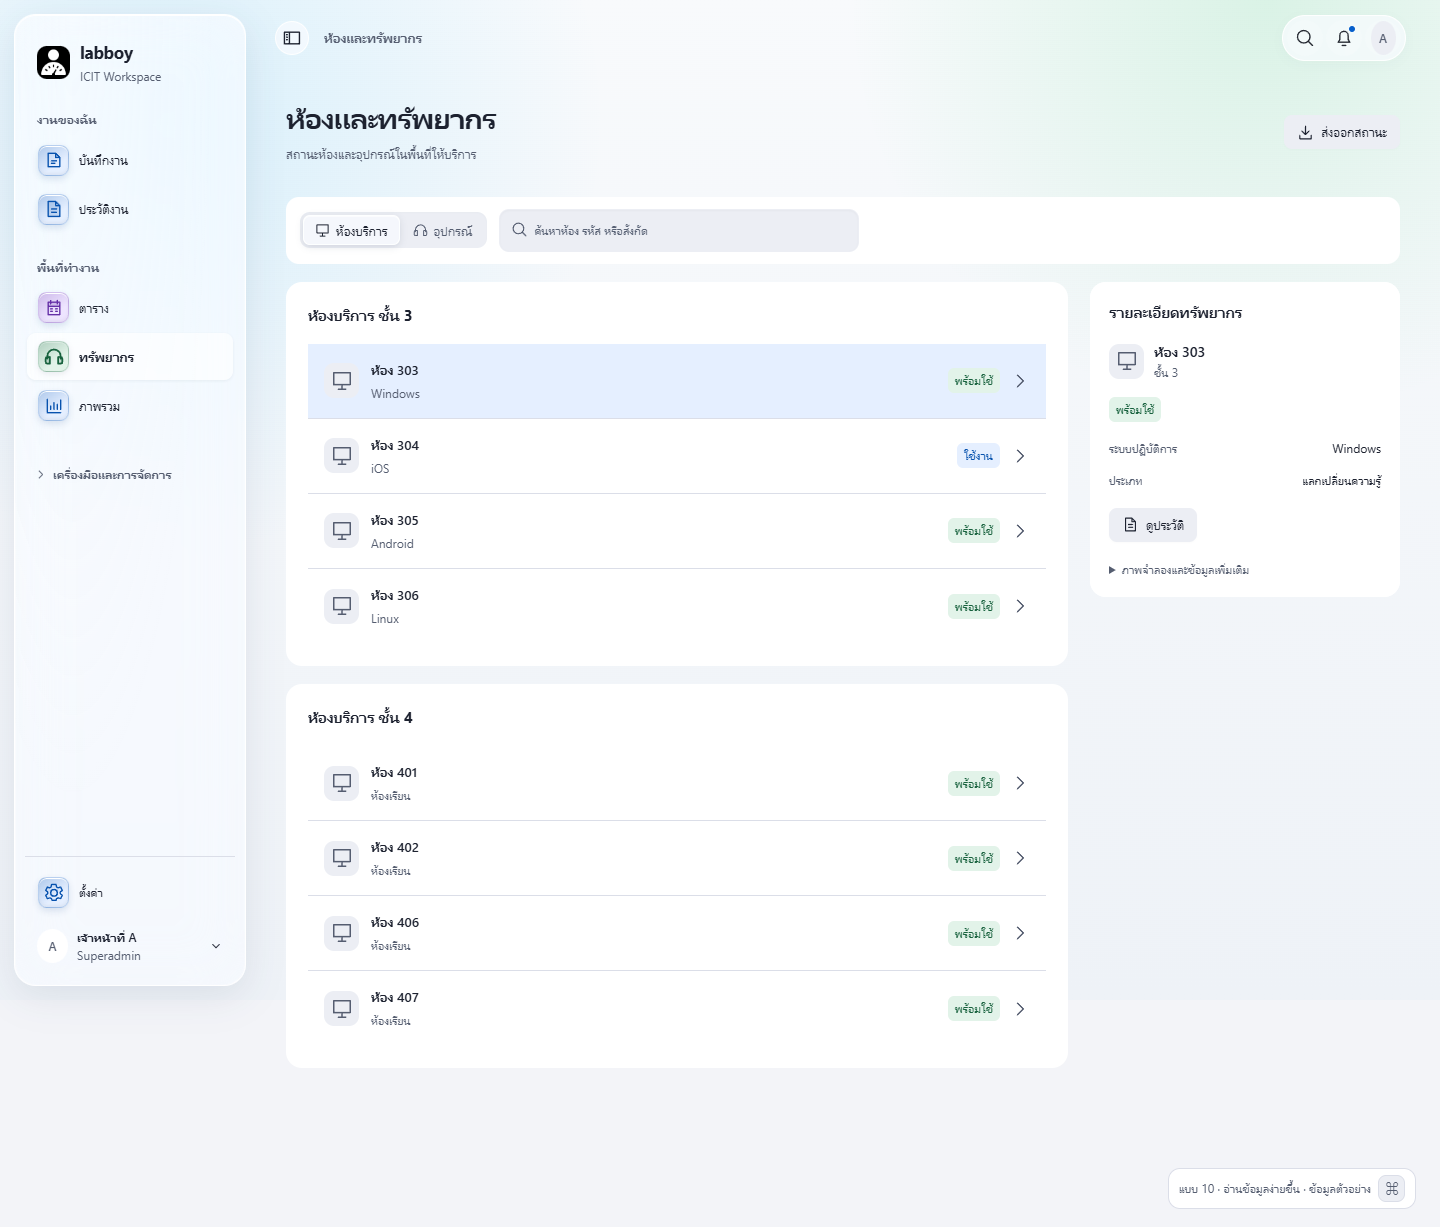 labboy
ICIT Workspace
งานของฉัน
บันทึกงาน
ประวัติงาน
พื้นที่ทำงาน
ตาราง
ทรัพยากร
ภาพรวม
เครื่องมือและการจัดการ
ตั้งค่า
A
เจ้าหน้าที่ A
Superadmin
ห้องและทรัพยากร
A
ห้องและทรัพยากร
สถานะห้องและอุปกรณ์ในพื้นที่ให้บริการ
ส่งออกสถานะ
ห้องบริการ
อุปกรณ์
ค้นหาห้อง รหัส หรือสังกัด
ห้องบริการ ชั้น 3
ห้อง 303
Windows
พร้อมใช้
ห้อง 304
iOS
ใช้งาน
ห้อง 305
Android
พร้อมใช้
ห้อง 306
Linux
พร้อมใช้
ห้องบริการ ชั้น 4
ห้อง 401
ห้องเรียน
พร้อมใช้
ห้อง 402
ห้องเรียน
พร้อมใช้
ห้อง 406
ห้องเรียน
พร้อมใช้
ห้อง 407
ห้องเรียน
พร้อมใช้
รายละเอียดทรัพยากร
ห้อง 303
ชั้น 3
พร้อมใช้
ระบบปฏิบัติการ Windows
ประเภท แลกเปลี่ยนความรู้
ดูประวัติ
ภาพจำลองและข้อมูลเพิ่มเติม
แบบ 10 · อ่านข้อมูลง่ายขึ้น · ข้อมูลตัวอย่าง ⌘